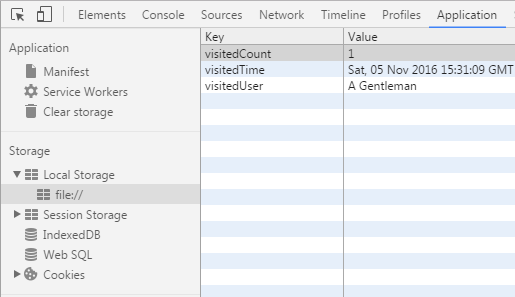 Elements Console Sources Network Timeline Profiles Application
Application
Manifest
Service Workers
Clear storage
Storage
Local Storage
file://
Session Storage
IndexedDB
Web SQL
Cookies
Key Value
visitedCount 1
visitedTime Sat, 05 Nov 2016 15:31:09 GMT
visitedUser A Gentleman